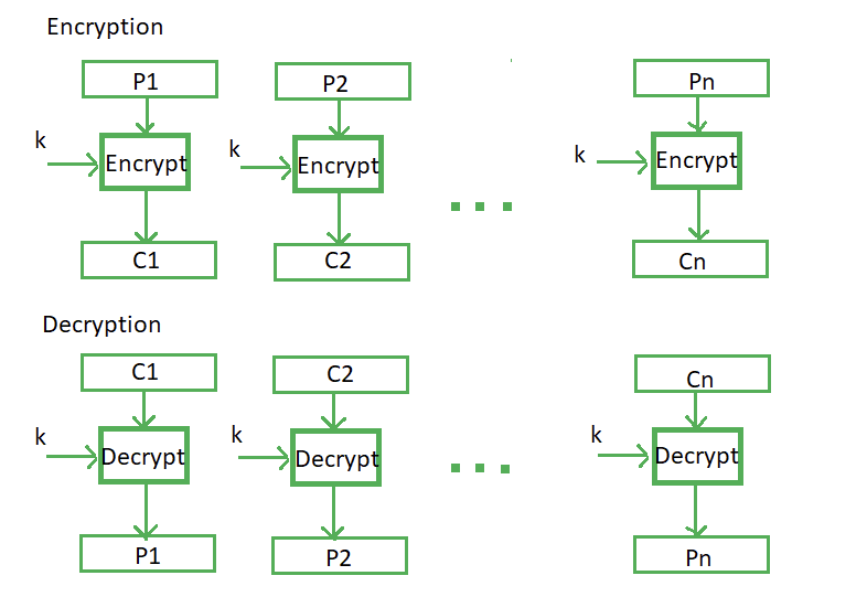 Encryption
P1 P2 Pn
k Encrypt k Encrypt k Encrypt
C1 C2 Cn
Decryption
C1 C2 Cn
k Decrypt k Decrypt k Decrypt
P1 P2 Pn